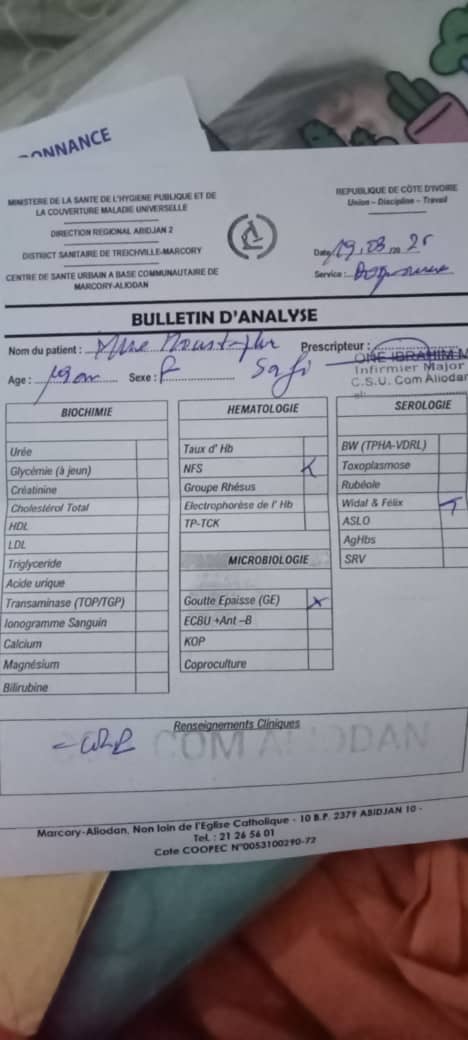 ONNANCE
MINISTERE DE LA SANTE DE L'HYGIENE PUBLIQUE ET DE
LA COUVERTURE MALADIE UNIVERSELLE
DIRECTION REGIONAL ABIDJAN 2
DISTRICT SANITAIRE DE TREICHVILLE-MARCORY
CENTRE DE SANTE URBAIN A BASE COMMUNAUTAIRE DE
MARCORY-ALIODAN
REPUBLIQUE DE CÔTE D'IVOIRE
Union – Discipline – Travail
Date 19.03
Service :
BULLETIN D'ANALYSE
Nom du patient : Mme Prescripteur :
ONE IBRAHIM M
Age : Sexe : F Safi Infirmier Major
C.S.U. Com Aliodan
BIOCHIMIE
Urée
Glycémie (à jeun)
Créatinine
Cholestérol Total
HDL
LDL
Triglyceride
Acide urique
Transaminase (TOP/TGP)
Ionogramme Sanguin
Calcium
Magnésium
Bilirubine
HEMATOLOGIE
Taux d' Hb
NFS
Groupe Rhésus
Electrophorèse de l' Hb
TP-TCK
MICROBIOLOGIE
Goutte Epaisse (GE) x
ECBU +Ant –B
KOP
Coproculture
SEROLOGIE
BW (TPHA-VDRL)
Toxoplasmose
Rubéole
Widal & Félix
ASLO
AgHbs
SRV
Renseignements Cliniques
COM ALIODAN
Marcory-Aliodan, Non loin de l'Eglise Catholique - 10 B.P. 2379 ABIDJAN 10 -
Tel. : 21 26 56 01
Cote COOPEC N°0053100290-72